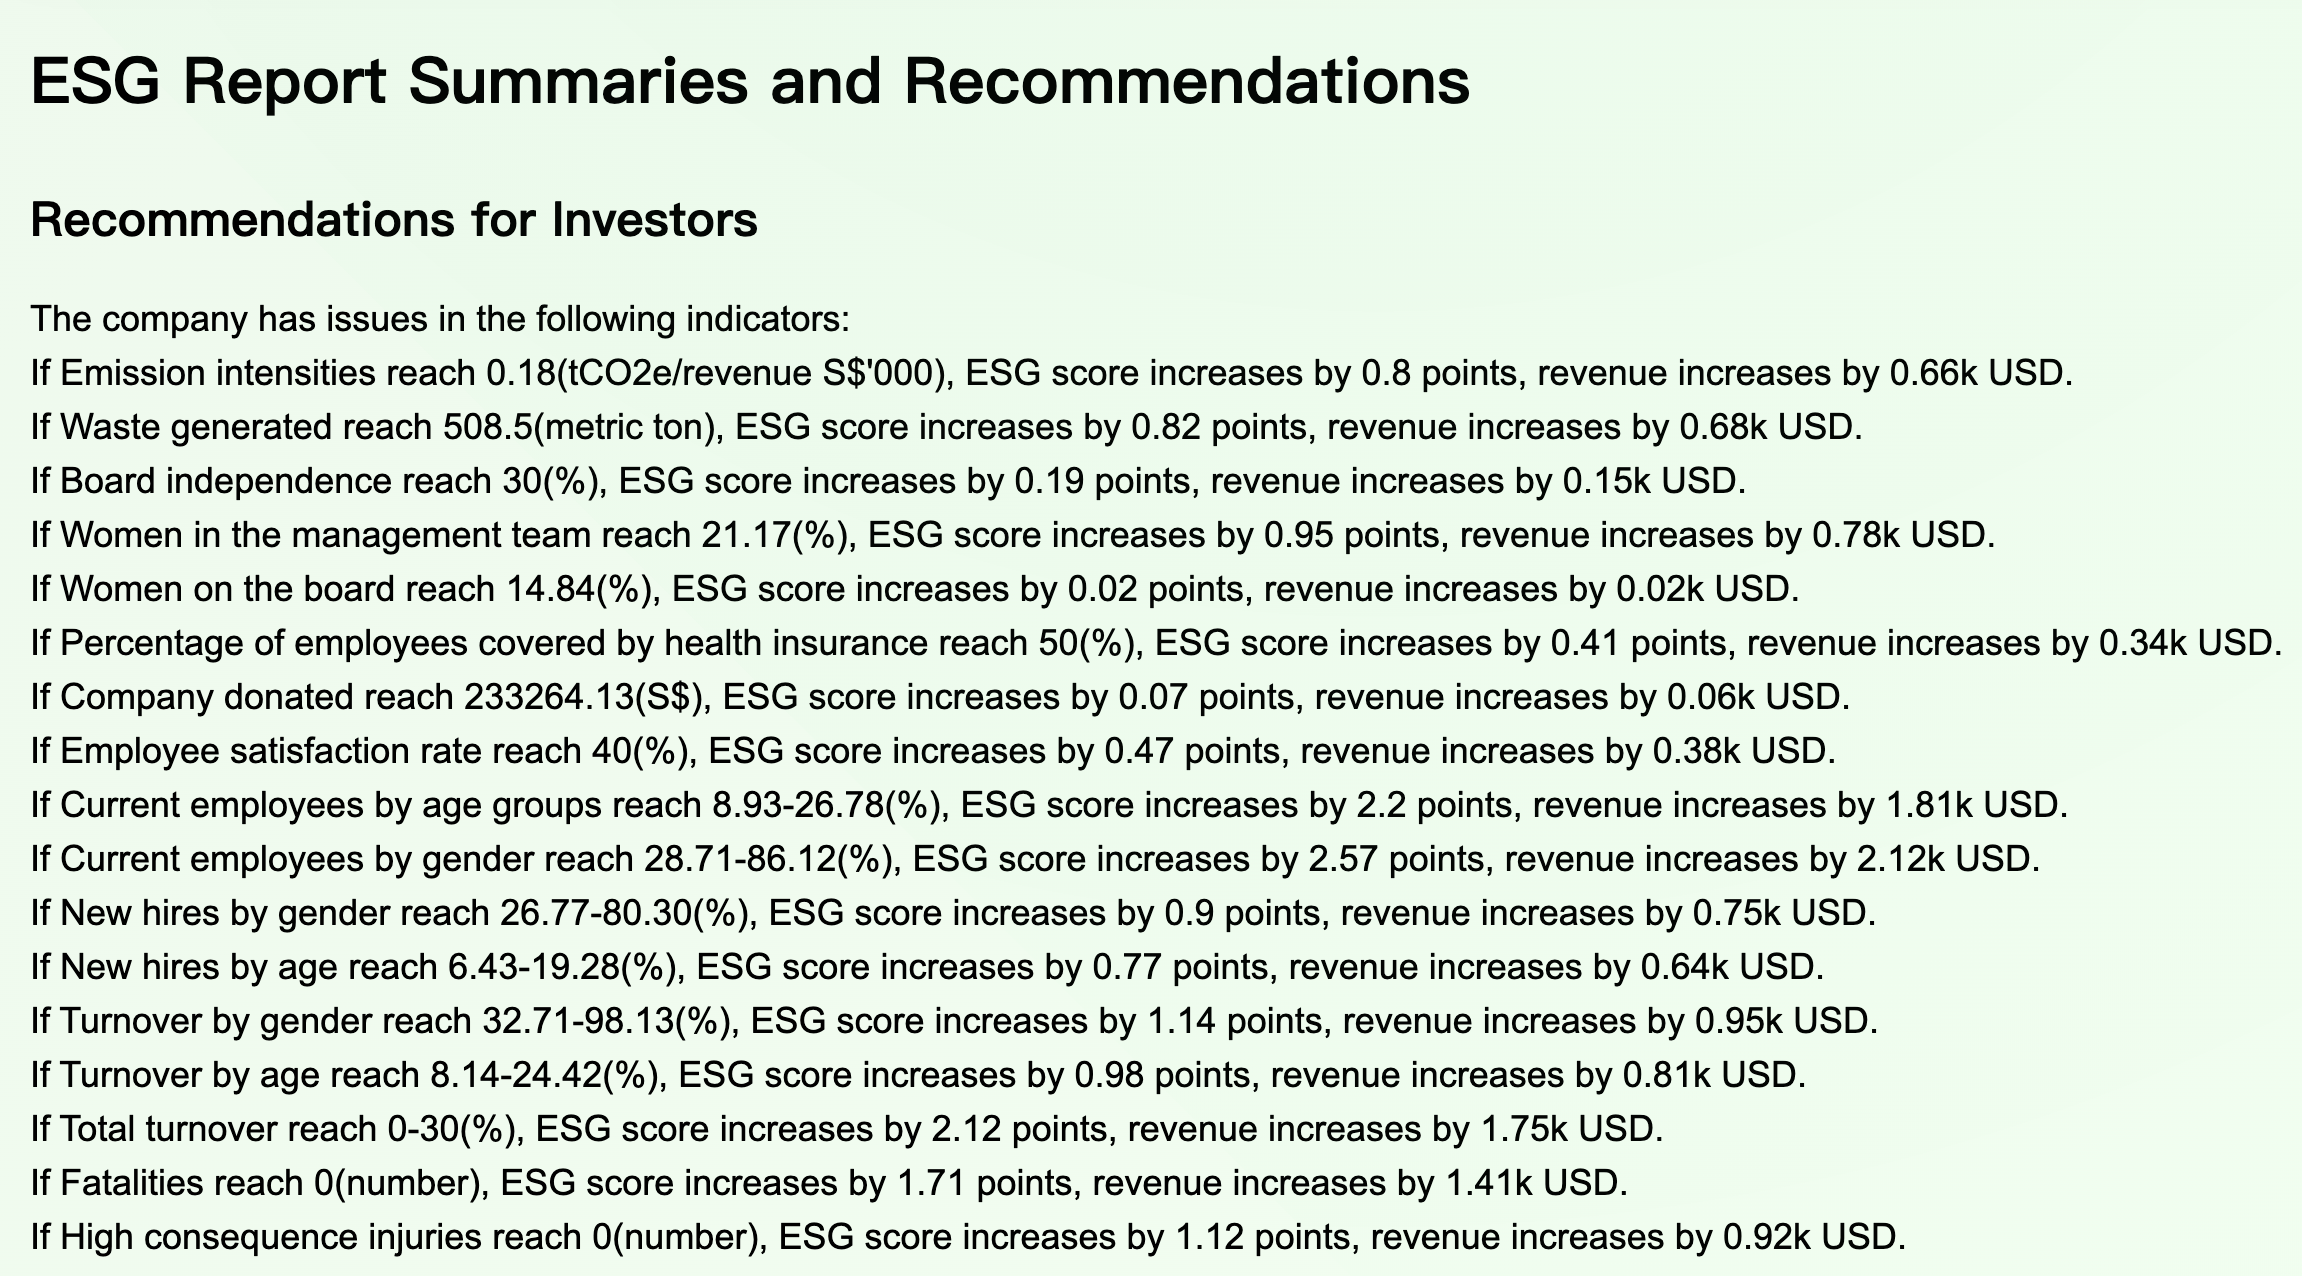 ESG Report Summaries and Recommendations
Recommendations for Investors
The company has issues in the following indicators:
If Emission intensities reach 0.18(tCO2e/revenue S$'000), ESG score increases by 0.8 points, revenue increases by 0.66k USD.
If Waste generated reach 508.5(metric ton), ESG score increases by 0.82 points, revenue increases by 0.68k USD.
If Board independence reach 30(%), ESG score increases by 0.19 points, revenue increases by 0.15k USD.
If Women in the management team reach 21.17(%), ESG score increases by 0.95 points, revenue increases by 0.78k USD.
If Women on the board reach 14.84(%), ESG score increases by 0.02 points, revenue increases by 0.02k USD.
If Percentage of employees covered by health insurance reach 50(%), ESG score increases by 0.41 points, revenue increases by 0.34k USD.
If Company donated reach 233264.13(S$), ESG score increases by 0.07 points, revenue increases by 0.06k USD.
If Employee satisfaction rate reach 40(%), ESG score increases by 0.47 points, revenue increases by 0.38k USD.
If Current employees by age groups reach 8.93-26.78(%), ESG score increases by 2.2 points, revenue increases by 1.81k USD.
If Current employees by gender reach 28.71-86.12(%), ESG score increases by 2.57 points, revenue increases by 2.12k USD.
If New hires by gender reach 26.77-80.30(%), ESG score increases by 0.9 points, revenue increases by 0.75k USD.
If New hires by age reach 6.43-19.28(%), ESG score increases by 0.77 points, revenue increases by 0.64k USD.
If Turnover by gender reach 32.71-98.13(%), ESG score increases by 1.14 points, revenue increases by 0.95k USD.
If Turnover by age reach 8.14-24.42(%), ESG score increases by 0.98 points, revenue increases by 0.81k USD.
If Total turnover reach 0-30(%), ESG score increases by 2.12 points, revenue increases by 1.75k USD.
If Fatalities reach 0(number), ESG score increases by 1.71 points, revenue increases by 1.41k USD.
If High consequence injuries reach 0(number), ESG score increases by 1.12 points, revenue increases by 0.92k USD.